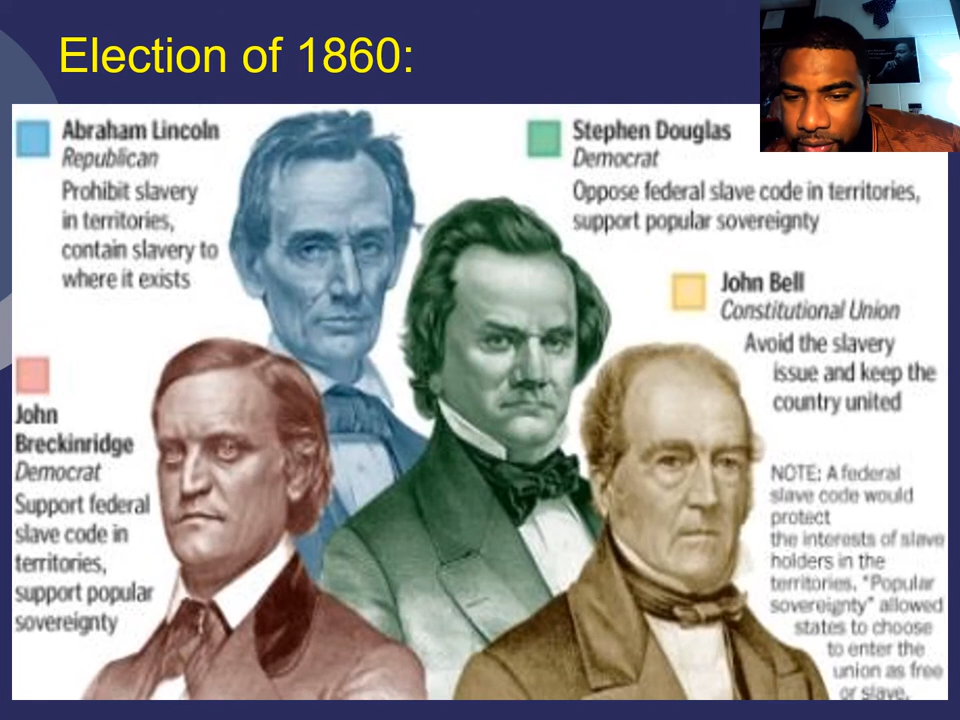 Election of 1860:
Abraham Lincoln
Republican
Prohibit slavery
in territories,
contain slavery to
where it exists
Stephen Douglas
Democrat
Oppose federal slave code in territories,
support popular sovereignty
John Bell
Constitutional Union
Avoid the slavery
issue and keep the
country united
John
Breckinridge
Democrat
Support federal
slave code in
territories,
support popular
sovereignty
NOTE: A federal
slave code would
protect
the interests of slave
holders in the
territories. "Popular
sovereignty" allowed
states to choose
to enter the
union as free
or slave.